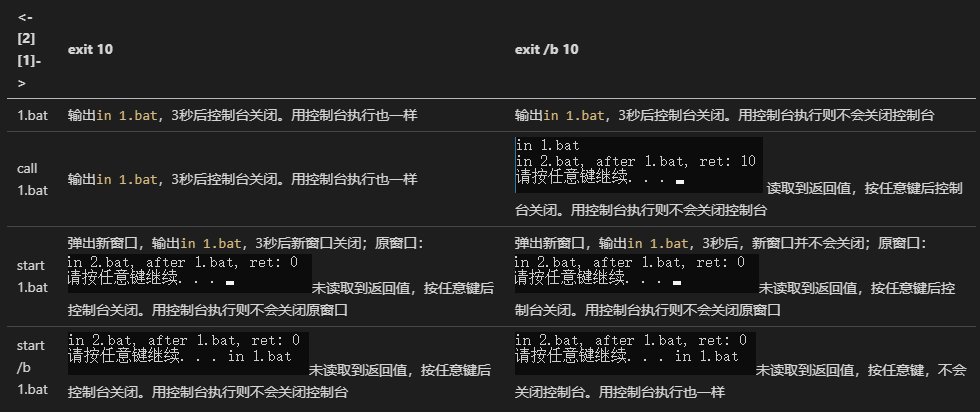 <-
[2]
[1]-
>
exit 10
exit /b 10
1.bat
输出in 1.bat，3秒后控制台关闭。用控制台执行也一样
输出in 1.bat，3秒后控制台关闭。用控制台执行则不会关闭控制台
call
1.bat
输出in 1.bat，3秒后控制台关闭。用控制台执行也一样
in 1.bat
in 2.bat, after 1.bat, ret: 10
请按任意键继续. . .
读取到返回值，按任意键后控制
台关闭。用控制台执行则不会关闭控制台
start
1.bat
弹出新窗口，输出in 1.bat，3秒后新窗口关闭；原窗口：
in 2.bat, after 1.bat, ret: 0
请按任意键继续. . .
未读取到返回值，按任意键后
控制台关闭。用控制台执行则不会关闭原窗口
弹出新窗口，输出in 1.bat，3秒后，新窗口并不会关闭；原窗口：
in 2.bat, after 1.bat, ret: 0
请按任意键继续. . .
未读取到返回值，按任意键后控
制台关闭。用控制台执行则不会关闭控制台
start
/b
1.bat
in 2.bat, after 1.bat, ret: 0
请按任意键继续. . . in 1.bat
未读取到返回值，按任意键后
控制台关闭。用控制台执行则不会关闭控制台
in 2.bat, after 1.bat, ret: 0
请按任意键继续. . . in 1.bat
未读取到返回值，按任意键，不会
关闭控制台。用控制台执行也一样